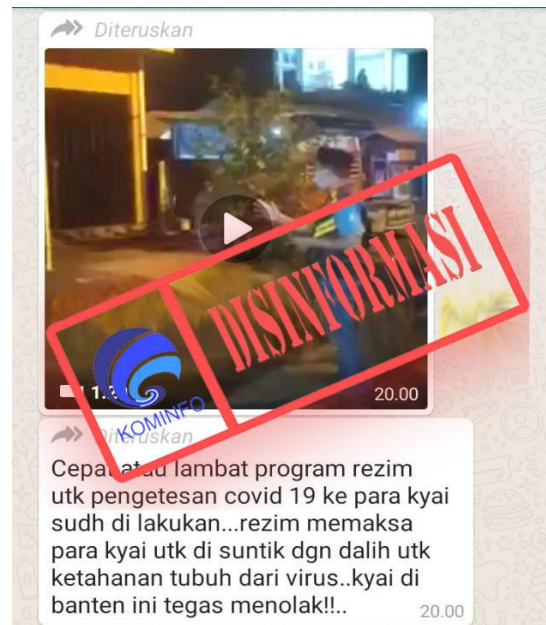 Diteruskan
20.00
DISINFORMASI
KOMINFO
Diteruskan
Cepat atau lambat program rezim
utk pengetesan covid 19 ke para kyai
sudh di lakukan...rezim memaksa
para kyai utk di suntik dgn dalih utk
ketahanan tubuh dari virus..kyai di
banten ini tegas menolak!!..
20.00